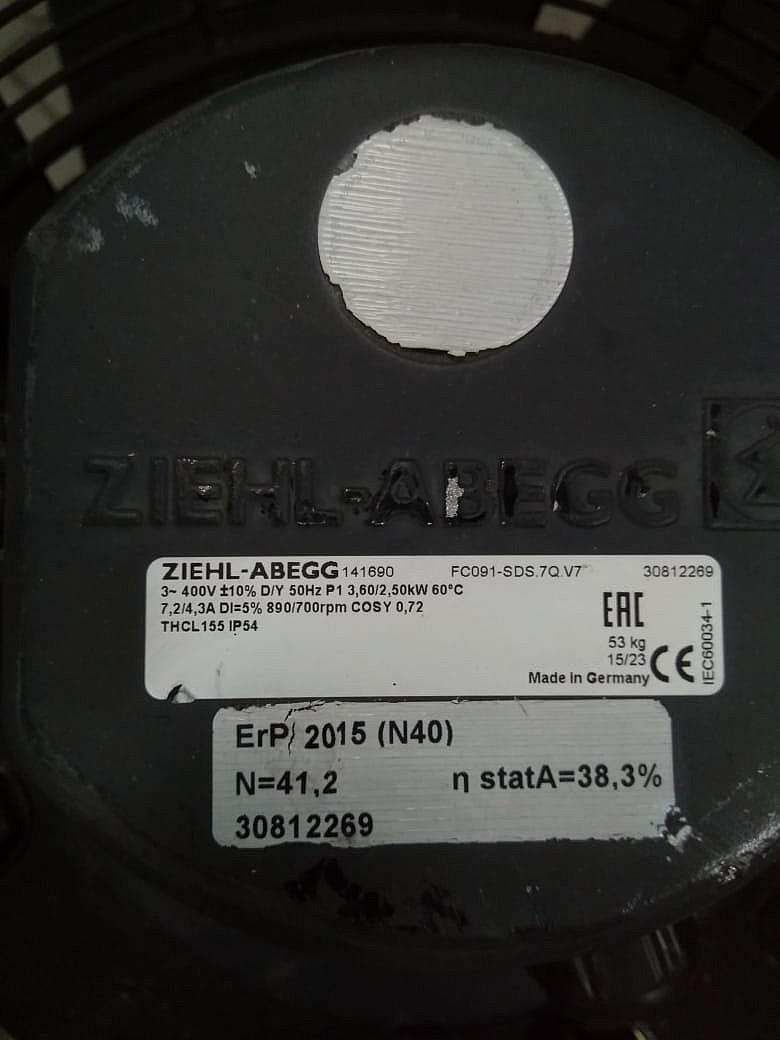 ZIEHL-ABEGG
ZIEHL-ABEGG 141690 FC091-SDS.7Q.V7 30812269
3~ 400V ±10% D/Y 50Hz P1 3,60/2,50kW 60°C
7,2/4,3A DI=5% 890/700rpm COSY 0,72
THCL155 IP54
EAC
53 kg
15/23
Made in Germany
CE
IEC60034-1
ErP 2015 (N40)
N=41,2 η statA=38,3%
30812269